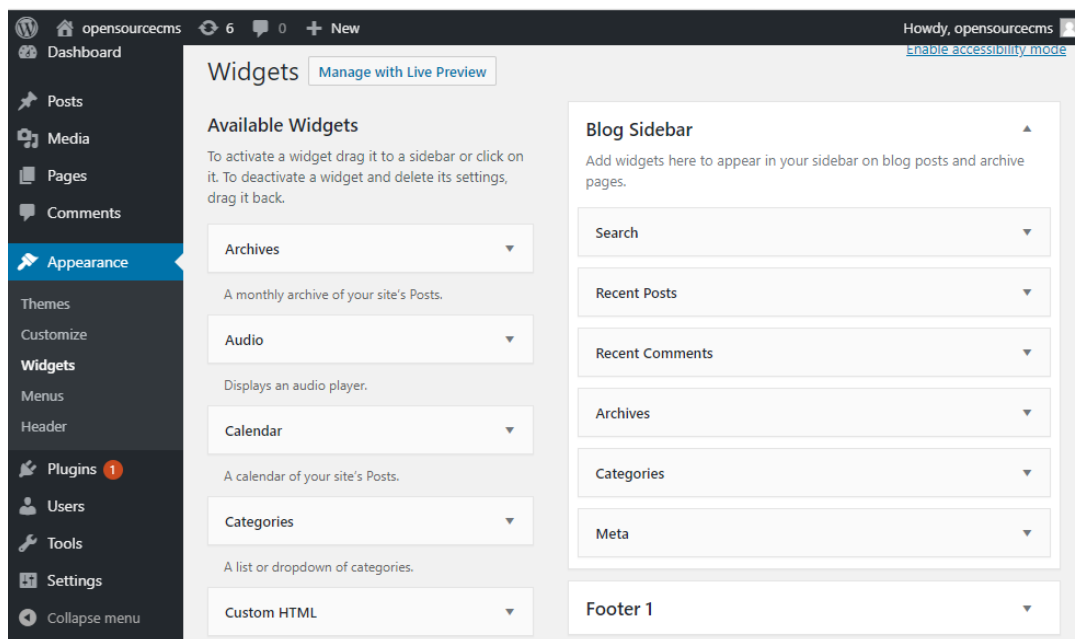 opensourcecms 6 0 + New Howdy, opensourcecms
Dashboard
Posts
Media
Pages
Comments
Appearance
Themes
Customize
Widgets
Menus
Header
Plugins 1
Users
Tools
Settings
Collapse menu
Enable accessibility mode
Widgets Manage with Live Preview
Available Widgets
To activate a widget drag it to a sidebar or click on
it. To deactivate a widget and delete its settings,
drag it back.
Archives
A monthly archive of your site's Posts.
Audio
Displays an audio player.
Calendar
A calendar of your site's Posts.
Categories
A list or dropdown of categories.
Custom HTML
Blog Sidebar
Add widgets here to appear in your sidebar on blog posts and archive
pages.
Search
Recent Posts
Recent Comments
Archives
Categories
Meta
Footer 1